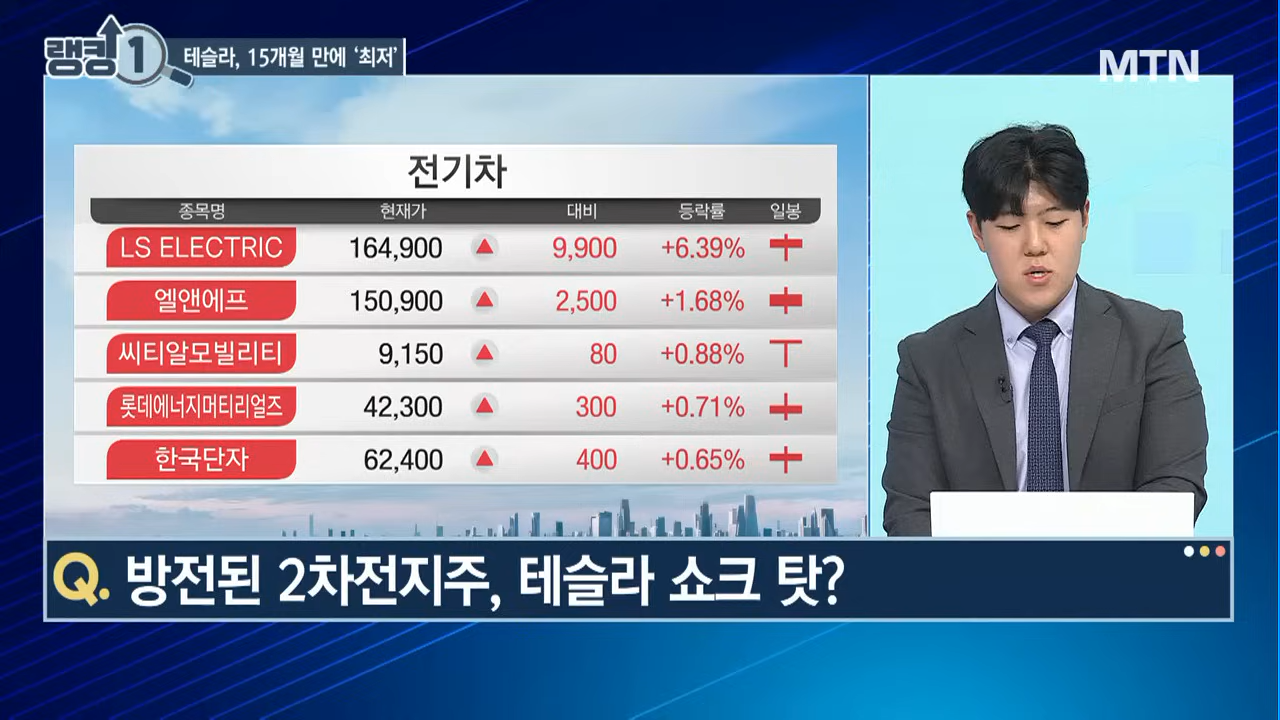 랭킹1
테슬라, 15개월 만에 ‘최저’
MTN
전기차
종목명 현재가 대비 등락률 일봉
LS ELECTRIC 164,900 ▲ 9,900 +6.39%
엘앤에프 150,900 ▲ 2,500 +1.68%
씨티알모빌리티 9,150 ▲ 80 +0.88%
롯데에너지머티리얼즈 42,300 ▲ 300 +0.71%
한국단자 62,400 ▲ 400 +0.65%
Q. 방전된 2차전지주, 테슬라 쇼크 탓?